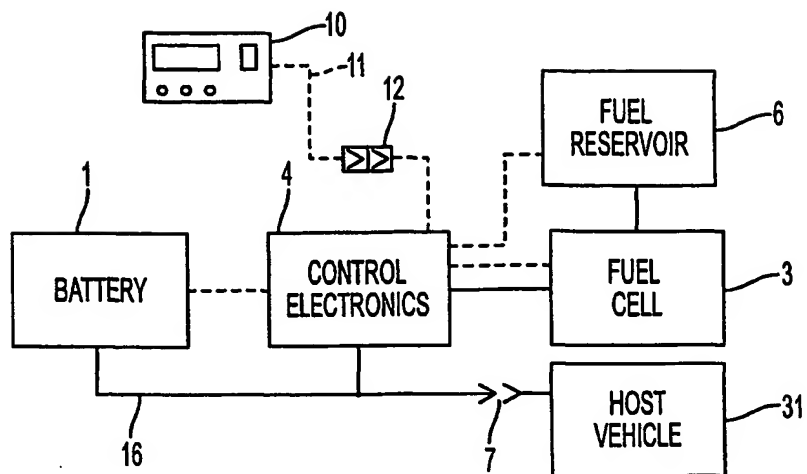 10
11
12
FUEL
RESERVOIR
6
1
4
BATTERY
CONTROL
ELECTRONICS
FUEL
CELL
3
16
7
HOST
VEHICLE
31